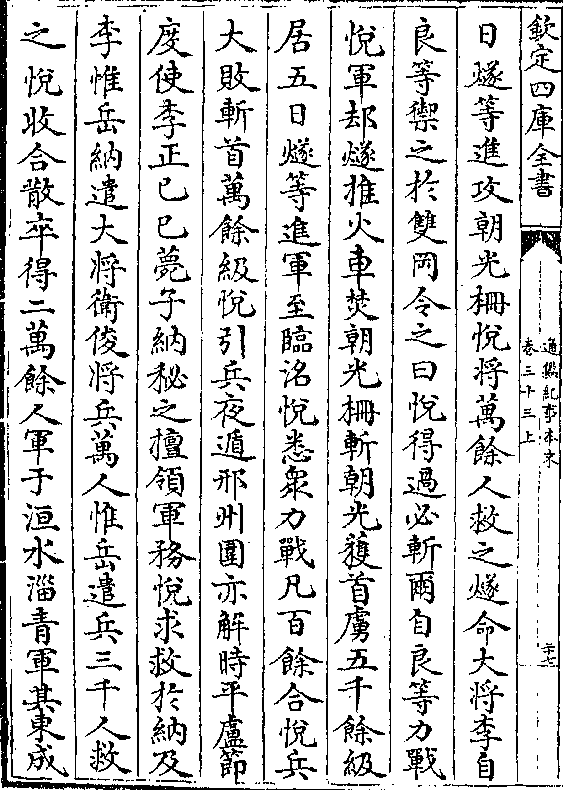 欽定四庫全書
通鑑紀事本末
卷三十三上
二十七
日燧等進攻朝光柵悅將萬餘人救之燧命大將李自
良等禦之於雙岡令之曰悅得過必斬爾自良等力戰
悅軍却燧推火車焚朝光柵斬朝光獲首虜五千餘級
居五日燧等進軍至臨洺悅悉衆力戰凡百餘合悅兵
大敗斬首萬餘級悅引兵夜遁邢州圍亦解時平盧節
度使李正己已薨子納秘之擅領軍務悅求救於納及
李惟岳納遣大將衛俊將兵萬人惟岳遣兵三千人救
之悅收合散卒得二萬餘人軍于洹水淄青軍其東成